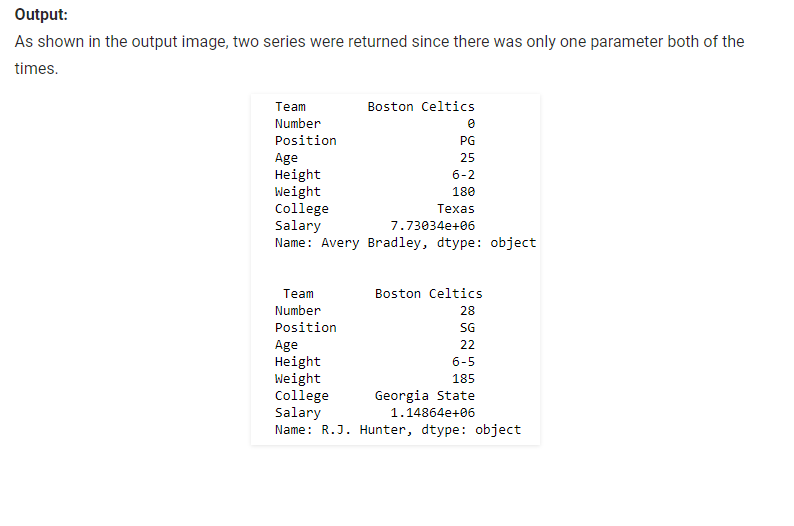 Output:
As shown in the output image, two series were returned since there was only one parameter both of the
times.
Team Boston Celtics
Number 0
Position PG
Age 25
Height 6-2
Weight 180
College Texas
Salary 7.73034e+06
Name: Avery Bradley, dtype: object
Team Boston Celtics
Number 28
Position SG
Age 22
Height 6-5
Weight 185
College Georgia State
Salary 1.14864e+06
Name: R.J. Hunter, dtype: object